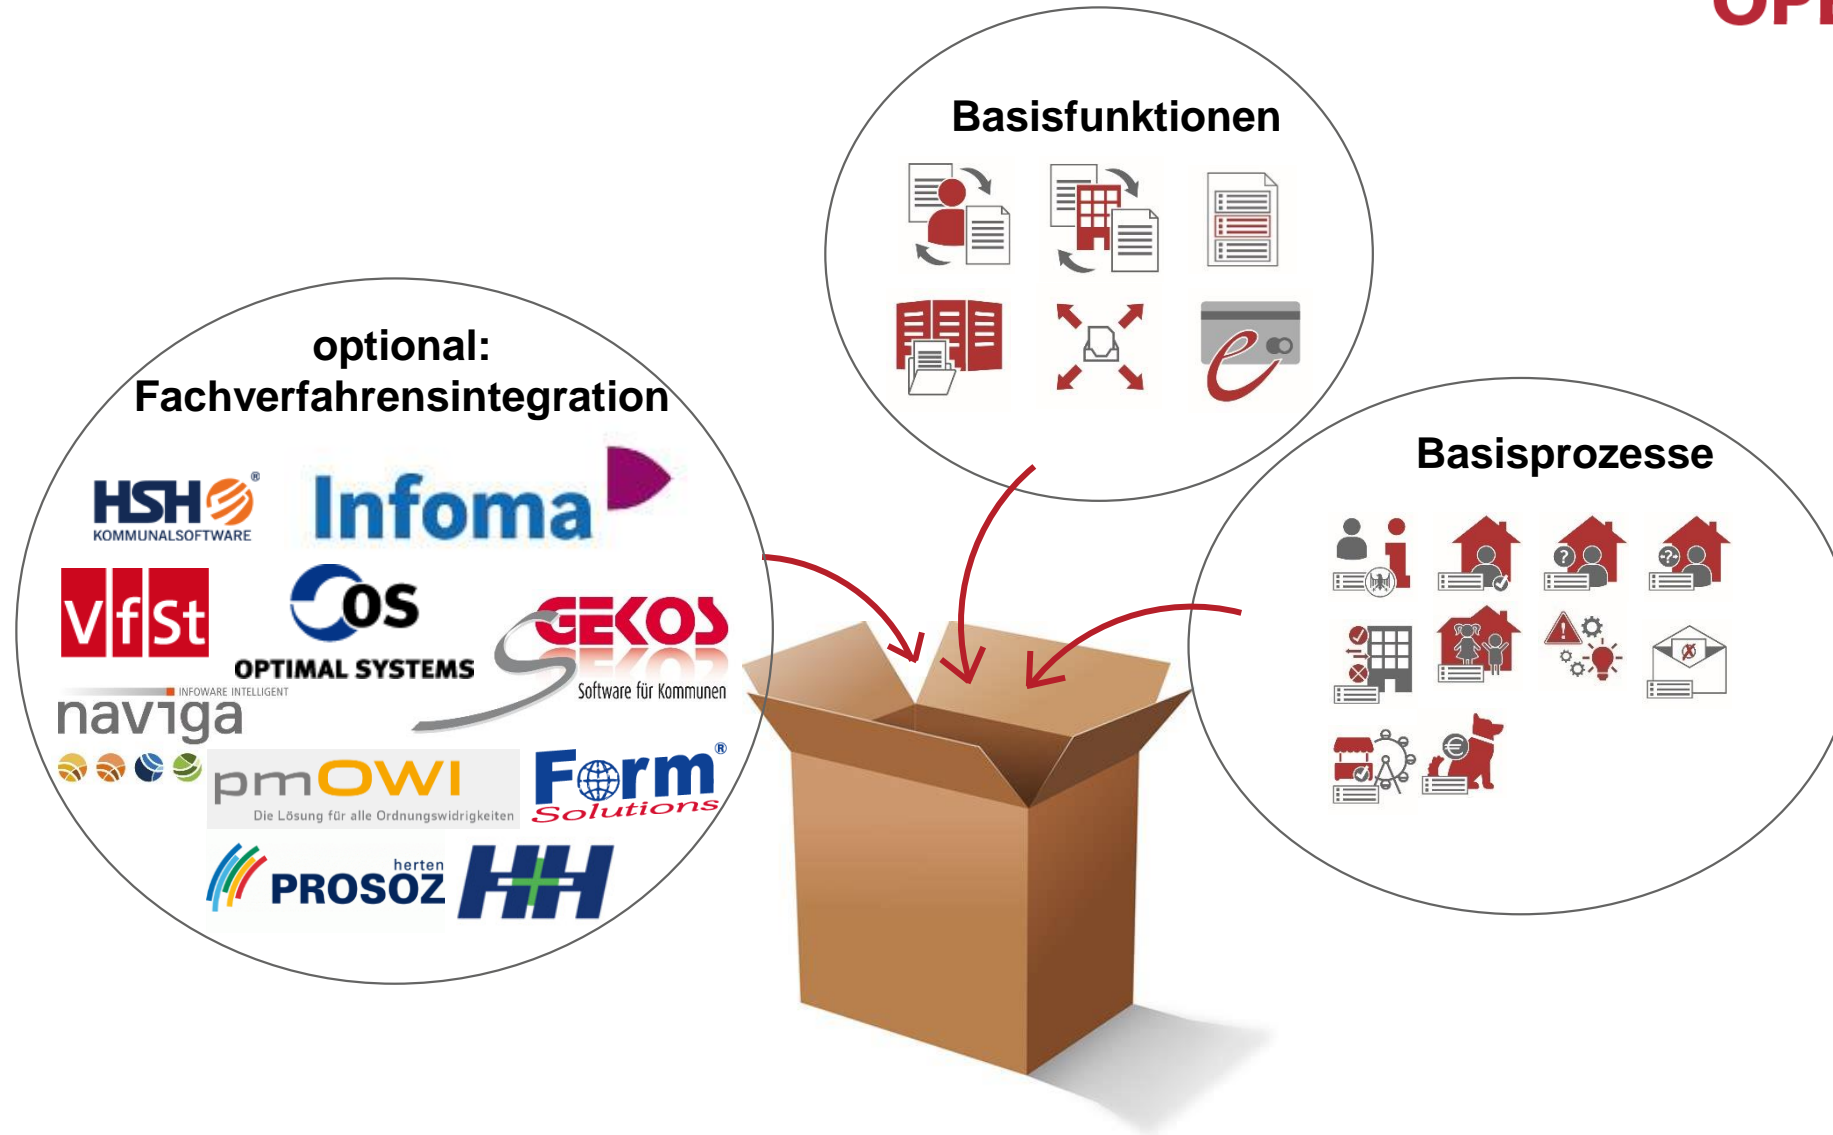 Basisfunktionen
optional:
Fachverfahrensintegration
Basisprozesse
HSH ®
KOMMUNALSOFTWARE
Infoma
VfSt
OS
OPTIMAL SYSTEMS
GEKOS
Software für Kommunen
INFOWARE INTELLIGENT
naviga
pmOWI
Die Lösung für alle Ordnungswidrigkeiten
Form®
Solutions
herten
PROSOZ
H+H